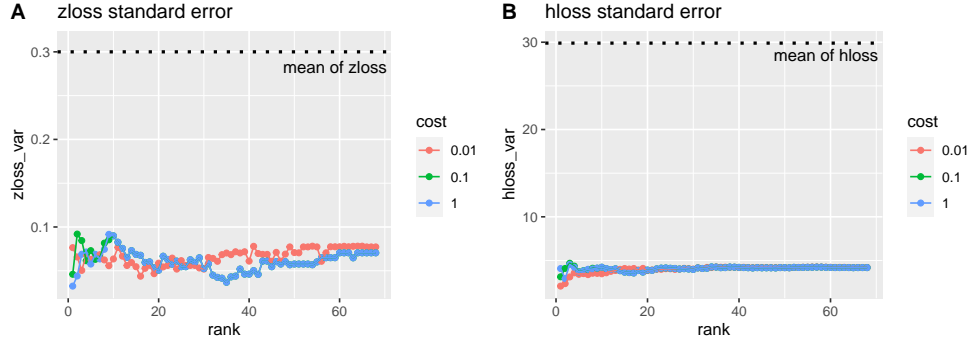 A zloss standard error
0.3
0.2
0.1
mean of zloss
zloss_var
0 20 40 60
rank
cost
0.01
0.1
1
B hloss standard error
30
20
10
mean of hloss
hloss_var
0 20 40 60
rank
cost
0.01
0.1
1